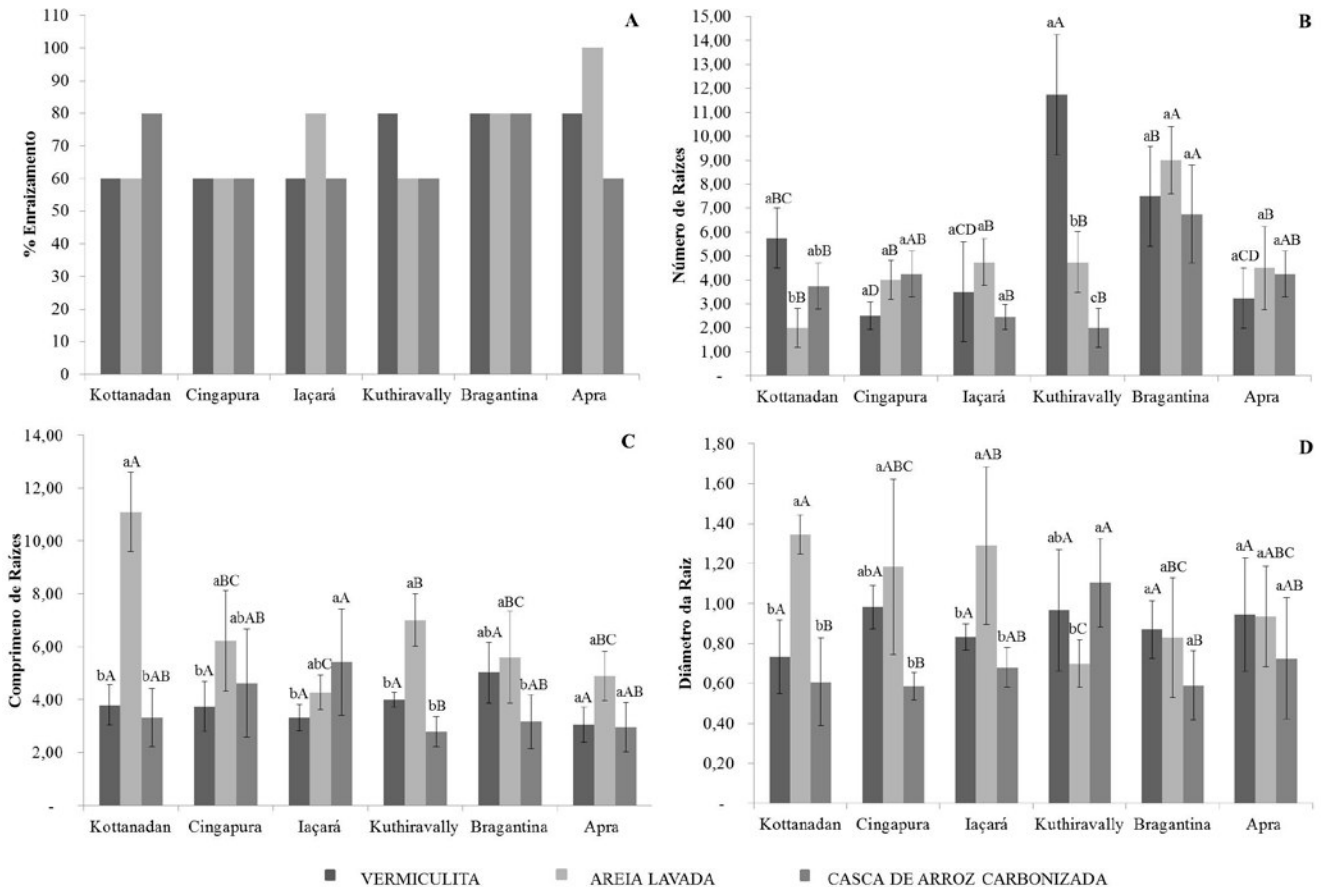 A
% Enraizamento
110
100
90
80
70
60
50
40
30
20
10
0
Kottanadan Cingapura Iaçará Kuthiravally Bragantina Apra
B
Número de Raízes
15,00
14,00
13,00
12,00
11,00
10,00
9,00
8,00
7,00
6,00
5,00
4,00
3,00
2,00
1,00
-
aBC bB abB aD aB aAB aCD aB aB aA bB cB aB aA aA aCD aB aAB
Kottanadan Cingapura Iaçará Kuthiravally Bragantina Apra
C
Comprimeno de Raízes
14,00
12,00
10,00
8,00
6,00
4,00
2,00
-
bA aA bAB bA aBC abAB bA abC aA bA aB bB abA aBC bAB aA aBC aAB
Kottanadan Cingapura Iaçará Kuthiravally Bragantina Apra
D
Diâmetro da Raiz
1,80
1,60
1,40
1,20
1,00
0,80
0,60
0,40
0,20
-
bA aA bB abA aABC bB bA aAB bAB abA bC aA aA aBC aB aA aABC aAB
Kottanadan Cingapura Iaçará Kuthiravally Bragantina Apra
VERMICULITA AREIA LAVADA CASCA DE ARROZ CARBONIZADA